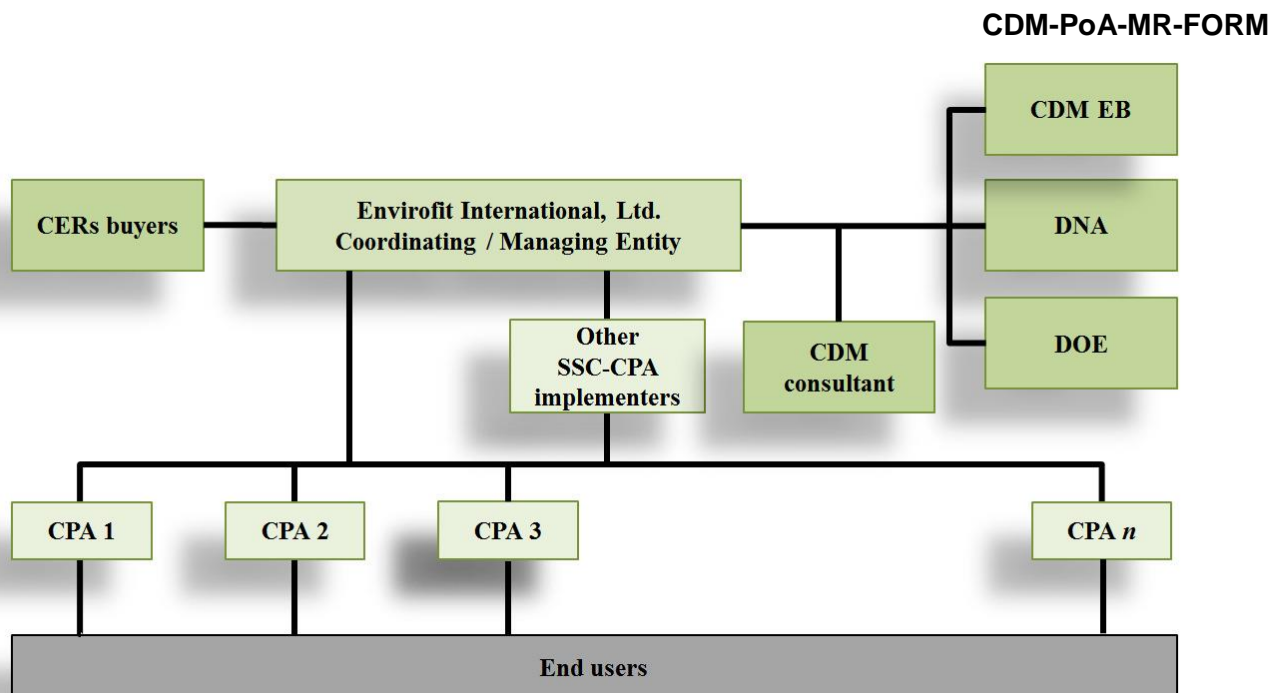 CDM-PoA-MR-FORM
CDM EB
CERs buyers
Envirofit International, Ltd.
Coordinating / Managing Entity
DNA
Other
SSC-CPA
implementers
CDM
consultant
DOE
CPA 1
CPA 2
CPA 3
CPA n
End users